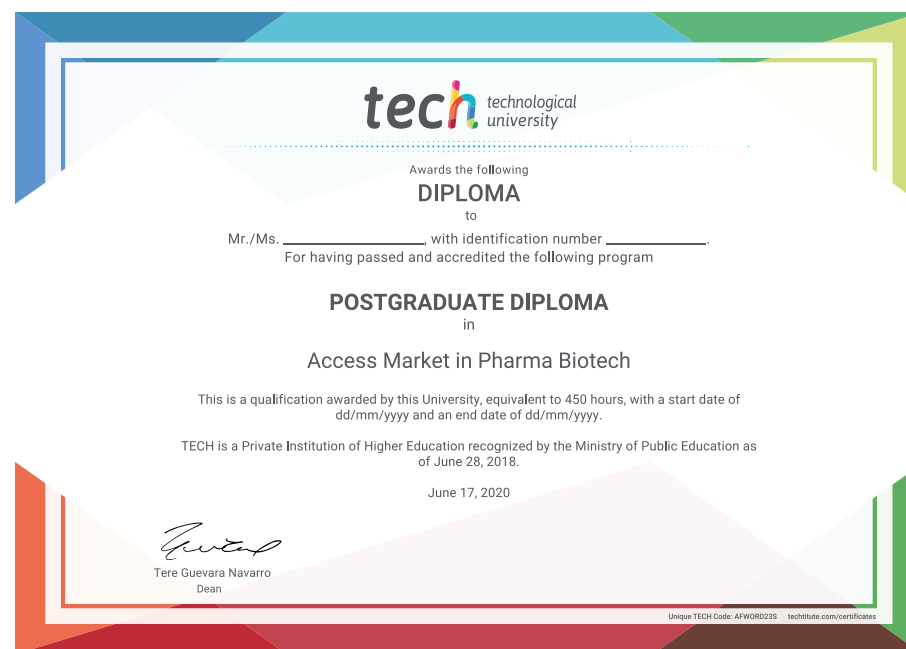 tech technological
university
Awards the following
DIPLOMA
to
Mr./Ms. ____________________, with identification number ______________.
For having passed and accredited the following program
POSTGRADUATE DIPLOMA
in
Access Market in Pharma Biotech
This is a qualification awarded by this University, equivalent to 450 hours, with a start date of
dd/mm/yyyy and an end date of dd/mm/yyyy.
TECH is a Private Institution of Higher Education recognized by the Ministry of Public Education as
of June 28, 2018.
June 17, 2020
Tere Guevara Navarro
Dean
Unique TECH Code: AFWORD23S techtitute.com/certificates